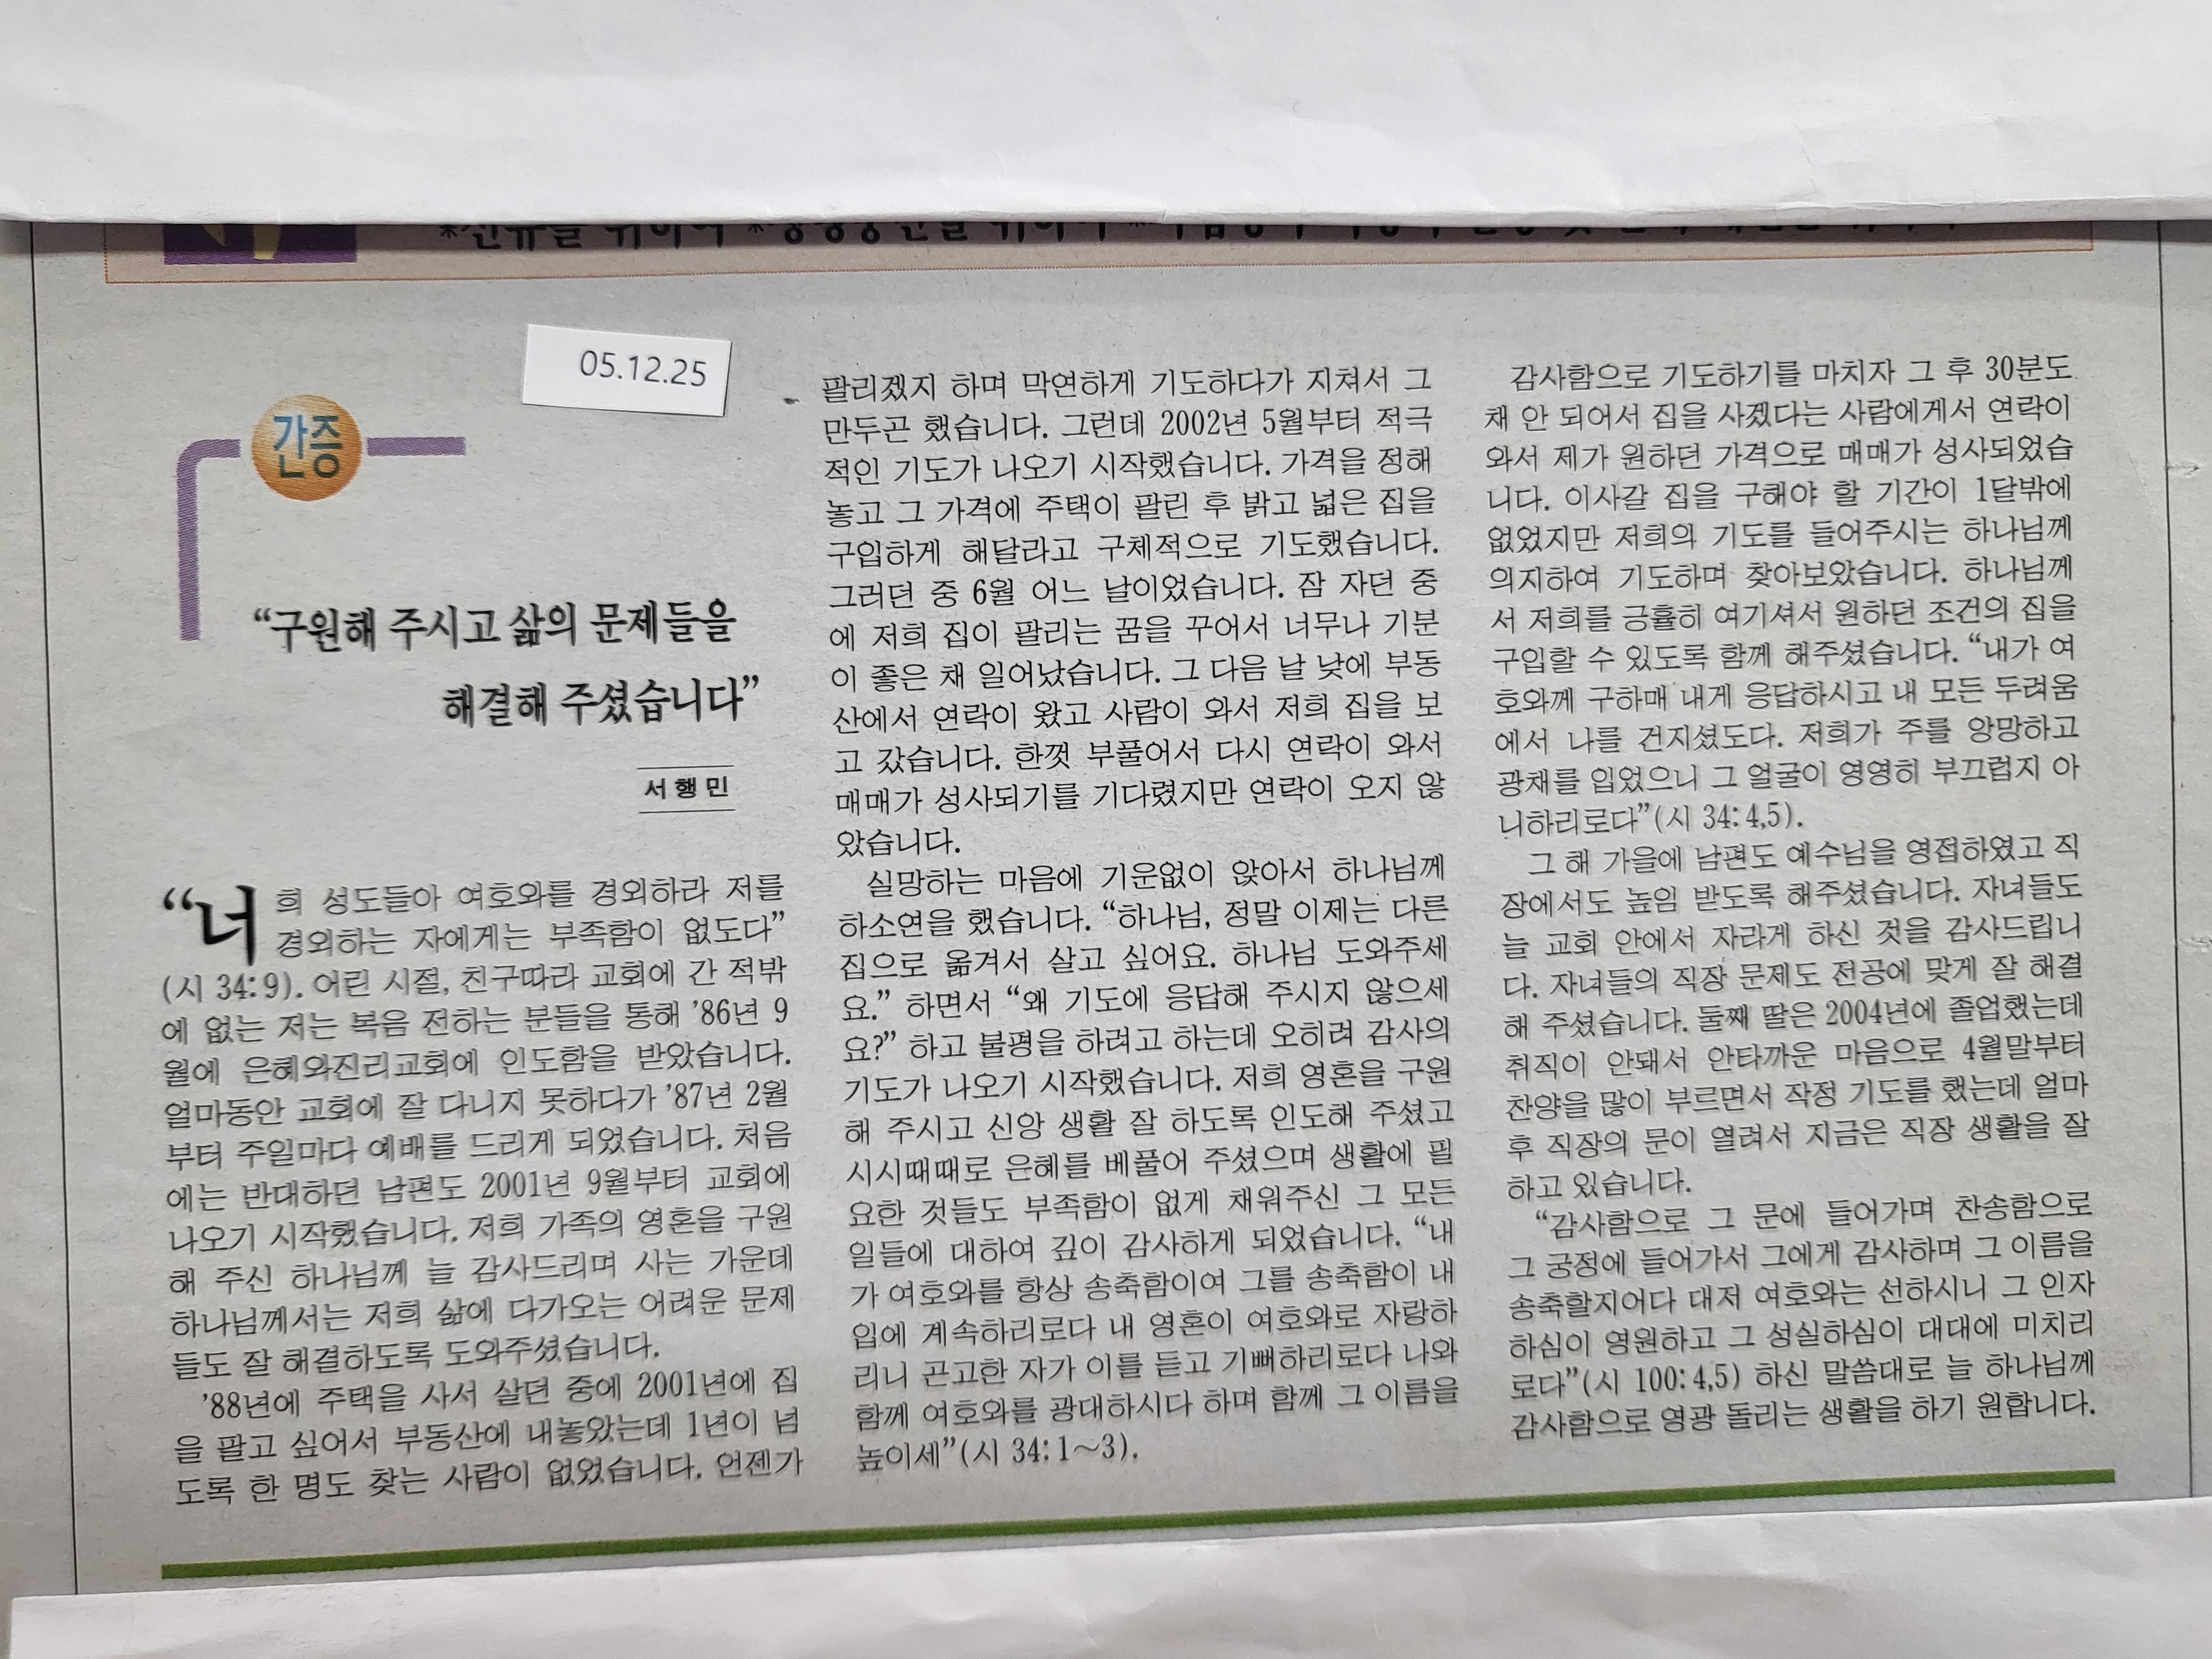 05.12.25
간증
“구원해 주시고 삶의 문제들을
해결해 주셨습니다”
서행민
“너희 성도들아 여호와를 경외하라 저를
경외하는 자에게는 부족함이 없도다”
(시 34:9). 어린 시절, 친구따라 교회에 간 적밖
에 없는 저는 복음 전하는 분들을 통해 ’86년 9
월에 은혜와진리교회에 인도함을 받았습니다.
얼마동안 교회에 잘 다니지 못하다가 ’87년 2월
부터 주일마다 예배를 드리게 되었습니다. 처음
에는 반대하던 남편도 2001년 9월부터 교회에
나오기 시작했습니다. 저희 가족의 영혼을 구원
해 주신 하나님께 늘 감사드리며 사는 가운데
하나님께서는 저희 삶에 다가오는 어려운 문제
들도 잘 해결하도록 도와주셨습니다.
’88년에 주택을 사서 살던 중에 2001년에 집
을 팔고 싶어서 부동산에 내놓았는데 1년이 넘
도록 한 명도 찾는 사람이 없었습니다. 언젠가
팔리겠지 하며 막연하게 기도하다가 지쳐서 그
만두곤 했습니다. 그런데 2002년 5월부터 적극
적인 기도가 나오기 시작했습니다. 가격을 정해
놓고 그 가격에 주택이 팔린 후 밝고 넓은 집을
구입하게 해달라고 구체적으로 기도했습니다.
그러던 중 6월 어느 날이었습니다. 잠 자던 중
에 저희 집이 팔리는 꿈을 꾸어서 너무나 기분
이 좋은 채 일어났습니다. 그 다음 날 낮에 부동
산에서 연락이 왔고 사람이 와서 저희 집을 보
고 갔습니다. 한껏 부풀어서 다시 연락이 와서
매매가 성사되기를 기다렸지만 연락이 오지 않
았습니다.
실망하는 마음에 기운없이 앉아서 하나님께
하소연을 했습니다. “하나님, 정말 이제는 다른
집으로 옮겨서 살고 싶어요. 하나님 도와주세
요.” 하면서 “왜 기도에 응답해 주시지 않으세
요?” 하고 불평을 하려고 하는데 오히려 감사의
기도가 나오기 시작했습니다. 저희 영혼을 구원
해 주시고 신앙 생활 잘 하도록 인도해 주셨고
시시때때로 은혜를 베풀어 주셨으며 생활에 필
요한 것들도 부족함이 없게 채워주신 그 모든
일들에 대하여 깊이 감사하게 되었습니다. “내
가 여호와를 항상 송축함이여 그를 송축함이 내
입에 계속하리로다 내 영혼이 여호와로 자랑하
리니 곤고한 자가 이를 듣고 기뻐하리로다 나와
함께 여호와를 광대하시다 하며 함께 그 이름을
높이세”(시 34:1～3).
감사함으로 기도하기를 마치자 그 후 30분도
채 안 되어서 집을 사겠다는 사람에게서 연락이
와서 제가 원하던 가격으로 매매가 성사되었습
니다. 이사갈 집을 구해야 할 기간이 1달밖에
없었지만 저희의 기도를 들어주시는 하나님께
의지하여 기도하며 찾아보았습니다. 하나님께
서 저희를 긍휼히 여기셔서 원하던 조건의 집을
구입할 수 있도록 함께 해주셨습니다. “내가 여
호와께 구하매 내게 응답하시고 내 모든 두려움
에서 나를 건지셨도다. 저희가 주를 앙망하고
광채를 입었으니 그 얼굴이 영영히 부끄럽지 아
니하리로다”(시 34:4,5).
그 해 가을에 남편도 예수님을 영접하였고 직
장에서도 높임 받도록 해주셨습니다. 자녀들도
늘 교회 안에서 자라게 하신 것을 감사드립니
다. 자녀들의 직장 문제도 전공에 맞게 잘 해결
해 주셨습니다. 둘째 딸은 2004년에 졸업했는데
취직이 안돼서 안타까운 마음으로 4월말부터
찬양을 많이 부르면서 작정 기도를 했는데 얼마
후 직장의 문이 열려서 지금은 직장 생활을 잘
하고 있습니다.
“감사함으로 그 문에 들어가며 찬송함으로
그 궁정에 들어가서 그에게 감사하며 그 이름을
송축할지어다 대저 여호와는 선하시니 그 인자
하심이 영원하고 그 성실하심이 대대에 미치리
로다”(시 100:4,5) 하신 말씀대로 늘 하나님께
감사함으로 영광 돌리는 생활을 하기 원합니다.